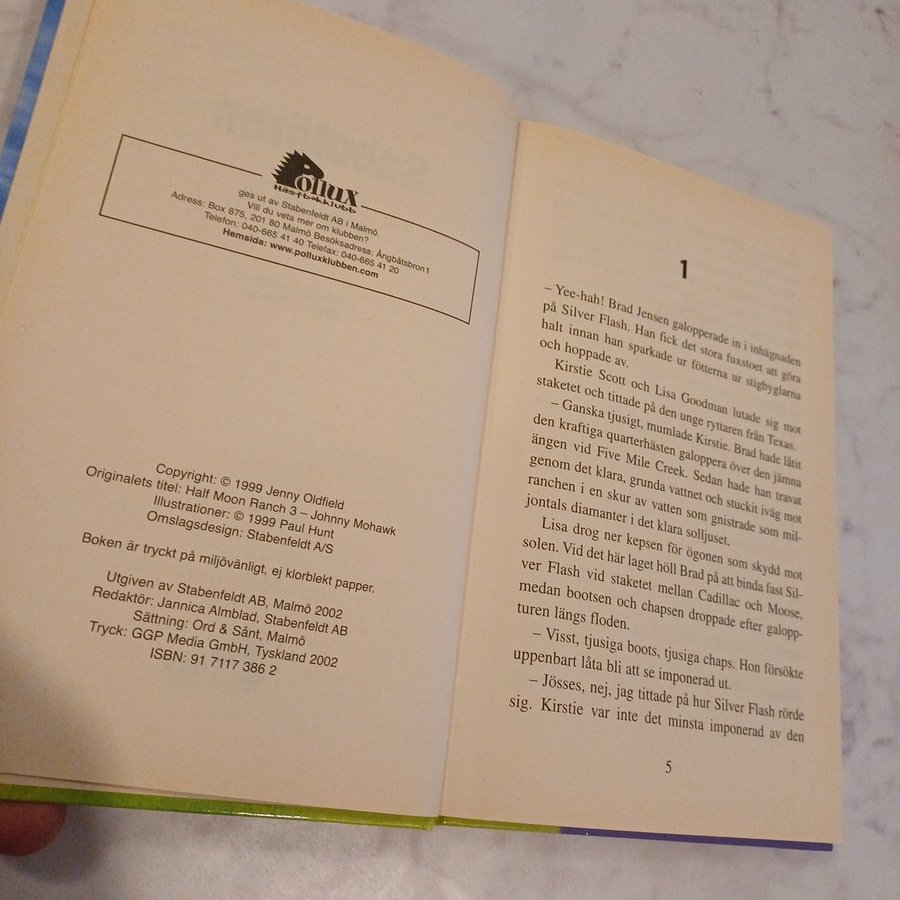 Pollux
Hästbokklubb
ges ut av Stabenfeldt AB i Malmö.
Vill du veta mer om klubben?
Adress: Box 875, 201 80 Malmö Besöksadress: Ångbåtsbron1
Telefon: 040-665 41 40 Telefax: 040-665 41 20
Hemsida: www.polluxklubben.com
Copyright: © 1999 Jenny Oldfield
Originalets titel: Half Moon Ranch 3 – Johnny Mohawk
Illustrationer: © 1999 Paul Hunt
Omslagsdesign: Stabenfeldt A/S
Boken är tryckt på miljövänligt, ej klorblekt papper.
Utgiven av Stabenfeldt AB, Malmö 2002
Redaktör: Jannica Almblad, Stabenfeldt AB
Sättning: Ord & Sånt, Malmö
Tryck: GGP Media GmbH, Tyskland 2002
ISBN: 91 7117 386 2
1
– Yee-hah! Brad Jensen galopperade in i inhägnaden
på Silver Flash. Han fick det stora fuxstoet att göra
halt innan han sparkade ur fötterna ur stigbyglarna
och hoppade av.
Kirstie Scott och Lisa Goodman lutade sig mot
staketet och tittade på den unge ryttaren från Texas.
– Ganska tjusigt, mumlade Kirstie. Brad hade låtit
den kraftiga quarterhästen galoppera över den jämna
ängen vid Five Mile Creek. Sedan hade han travat
genom det klara, grunda vattnet och stuckit iväg mot
ranchen i en skur av vatten som gnistrade som mil-
jontals diamanter i det klara solljuset.
Lisa drog ner kepsen för ögonen som skydd mot
solen. Vid det här laget höll Brad på att binda fast Sil-
ver Flash vid staketet mellan Cadillac och Moose,
medan bootsen och chapsen droppade efter galopp-
turen längs floden.
– Visst, tjusiga boots, tjusiga chaps. Hon försökte
uppenbart låta bli att se imponerad ut.
– Jösses, nej, jag tittade på hur Silver Flash rörde
sig. Kirstie var inte det minsta imponerad av den
5